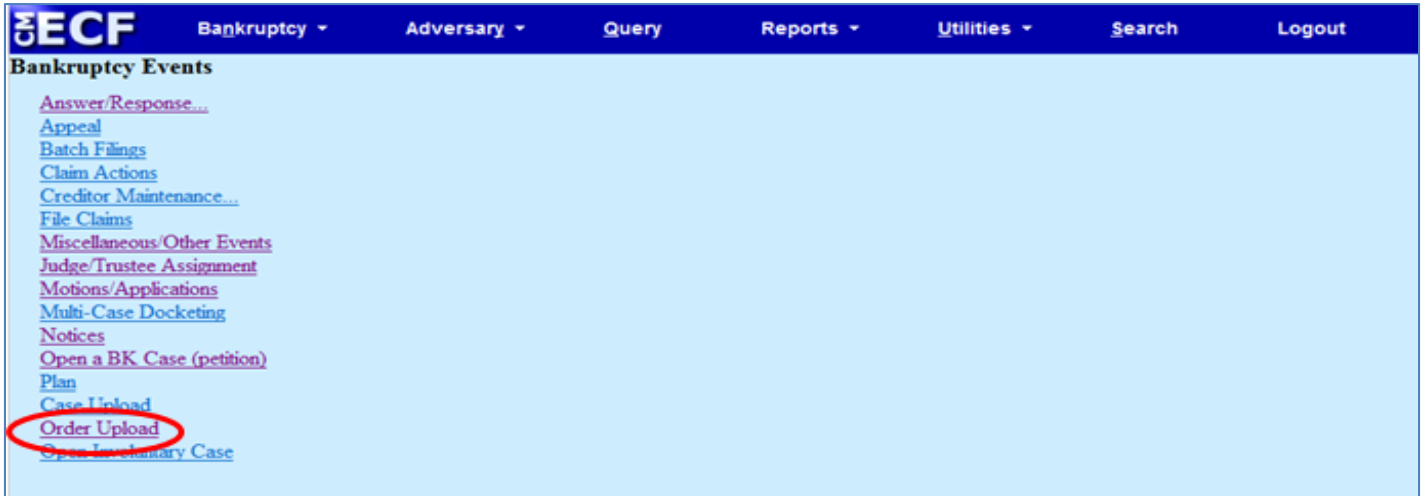 CM ECF Bankruptcy Adversary Query Reports Utilities Search Logout
Bankruptcy Events
Answer/Response...
Appeal
Batch Filings
Claim Actions
Creditor Maintenance...
File Claims
Miscellaneous/Other Events
Judge/Trustee Assignment
Motions/Applications
Multi-Case Docketing
Notices
Open a BK Case (petition)
Plan
Case Upload
Order Upload
Open Involuntary Case